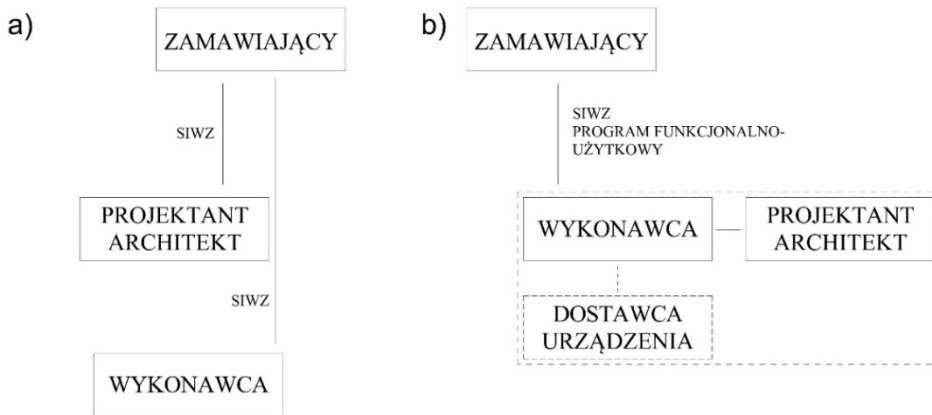 a)
ZAMAWIAJĄCY
SIWZ
PROJEKTANT
ARCHITEKT
SIWZ
WYKONAWCA
b)
ZAMAWIAJĄCY
SIWZ
PROGRAM FUNKCJONALNO-
UŻYTKOWY
WYKONAWCA
PROJEKTANT
ARCHITEKT
DOSTAWCA
URZĄDZENIA